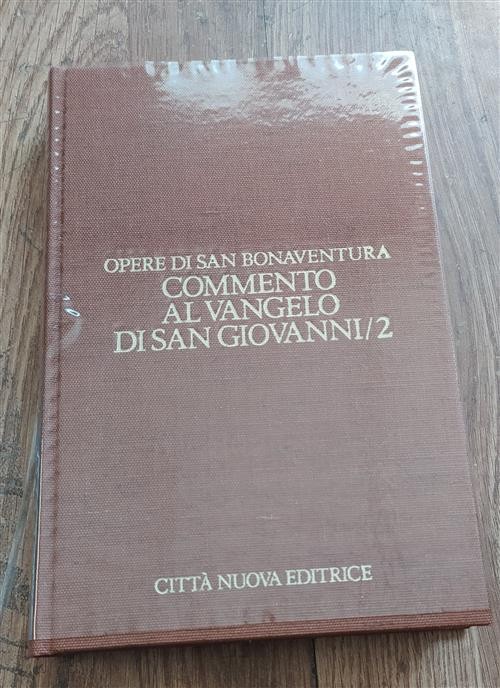 OPERE DI SAN BONAVENTURA
COMMENTO
AL VANGELO
DI SAN GIOVANNI/2
CITTÀ NUOVA EDITRICE